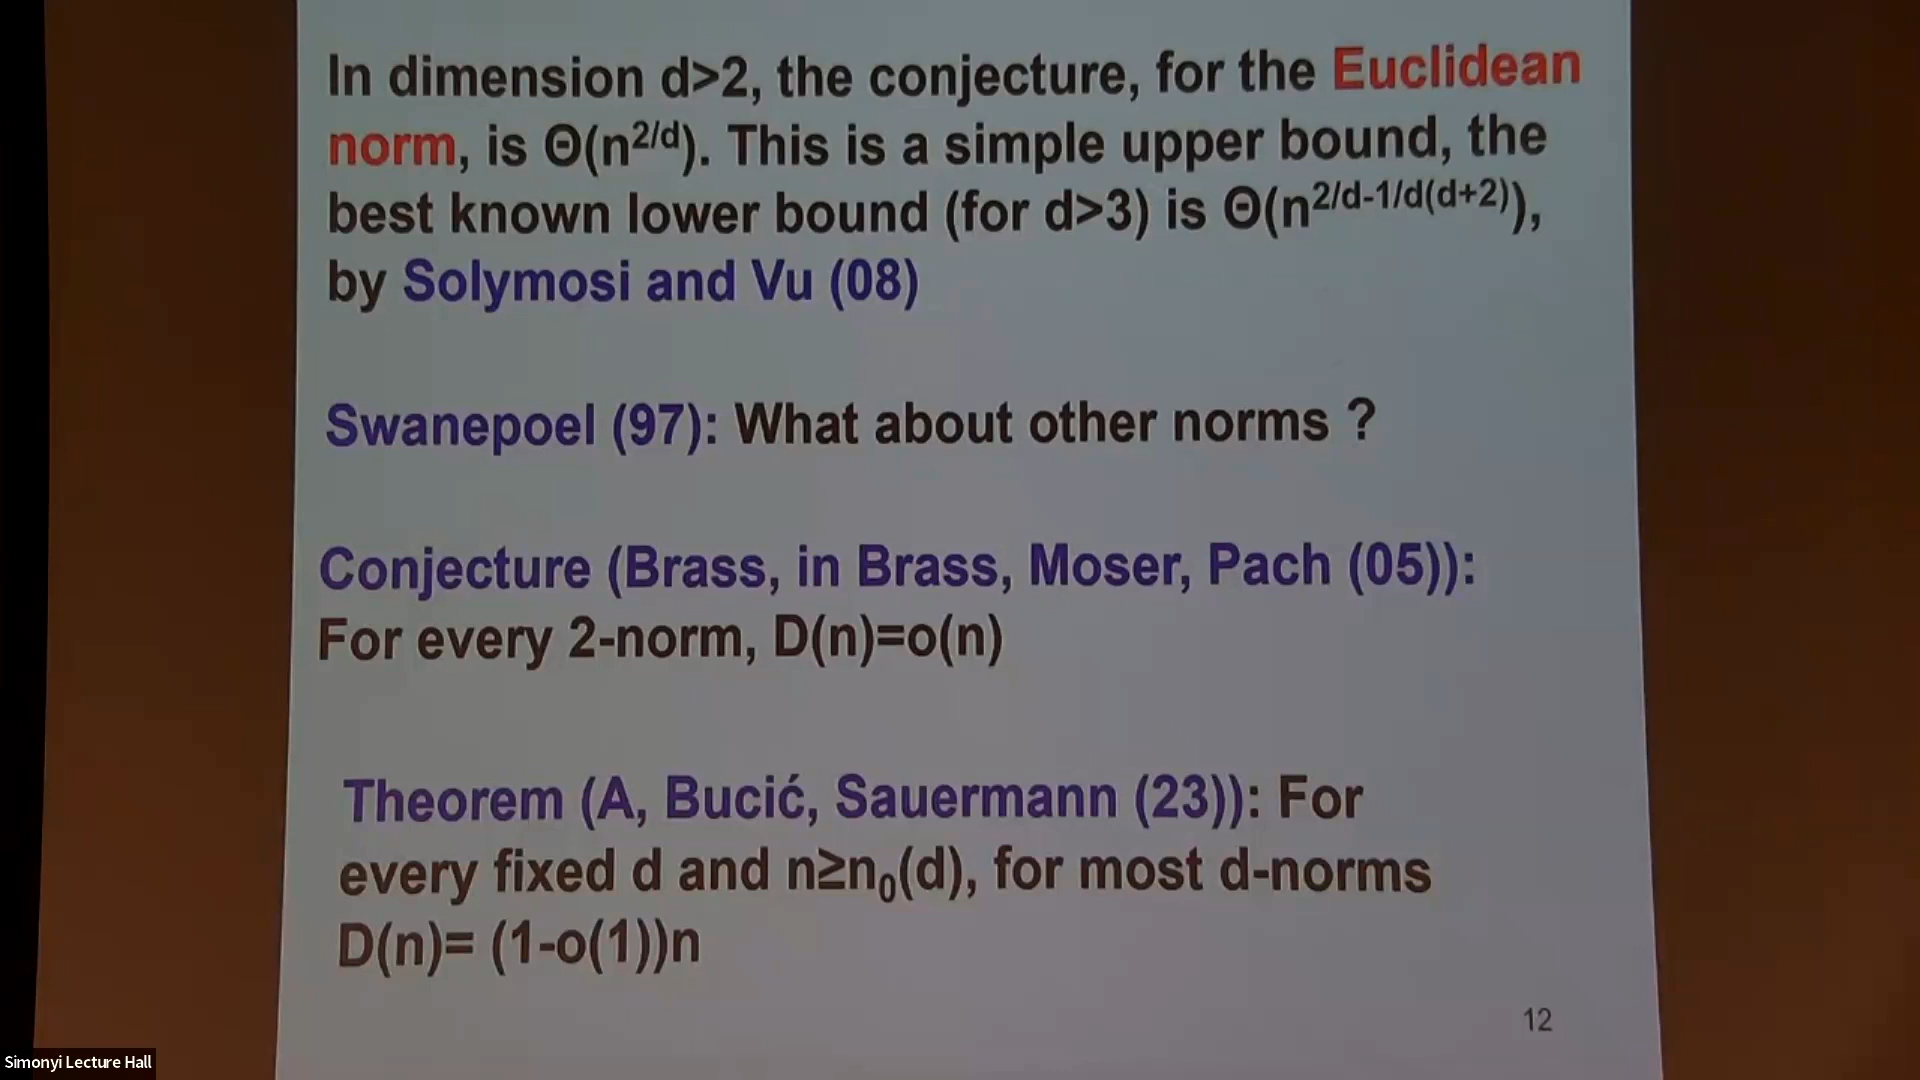 In dimension d>2, the conjecture, for the Euclidean
norm, is Θ(n^{2/d}). This is a simple upper bound, the
best known lower bound (for d>3) is Θ(n^{2/d-1/d(d+2)}),
by Solymosi and Vu (08)
Swanepoel (97): What about other norms ?
Conjecture (Brass, in Brass, Moser, Pach (05)):
For every 2-norm, D(n)=o(n)
Theorem (A, Bucić, Sauermann (23)): For
every fixed d and n≥n₀(d), for most d-norms
D(n)= (1-o(1))n
12
Simonyi Lecture Hall